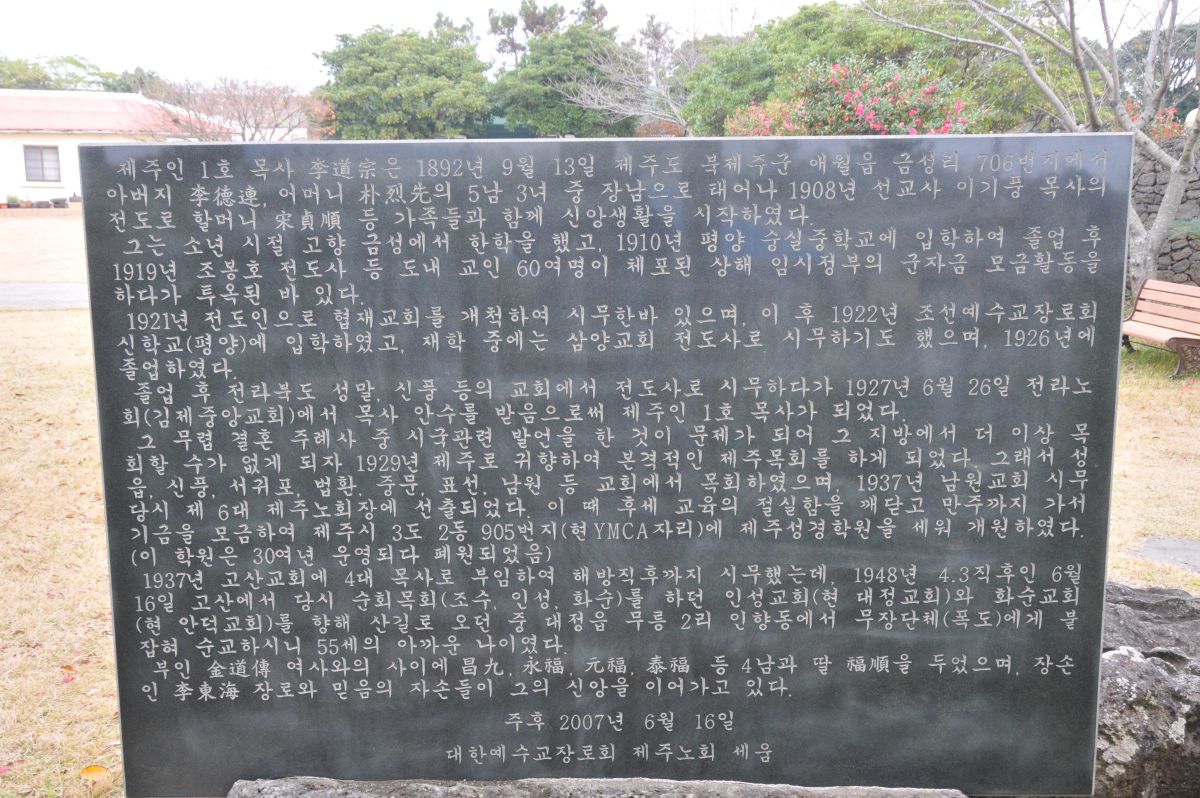 제주인 1호 목사 李道宗은 1892년 9월 13일 제주도 북제주군 애월읍 금성리 706번지에서
아버지 李德連, 어머니 朴烈先의 5남 3녀 중 장남으로 태어나 1908년 선교사 이기풍 목사의
전도로 할머니 宋貞順 등 가족들과 함께 신앙생활을 시작하였다.
그는 소년 시절 고향 금성에서 한학을 했고, 1910년 평양 숭실중학교에 입학하여 졸업 후
1919년 조봉호 전도사 등 도내 교인 60여명이 체포된 상해 임시정부의 군자금 모금활동을
하다가 투옥된 바 있다.
1921년 전도인으로 협재교회를 개척하여 시무한바 있으며, 이 후 1922년 조선예수교장로회
신학교(평양)에 입학하였고, 재학 중에는 삼양교회 전도사로 시무하기도 했으며, 1926년에
졸업하였다.
졸업 후 전라북도 성말, 신풍 등의 교회에서 전도사로 시무하다가 1927년 6월 26일 전라노
회(김제중앙교회)에서 목사 안수를 받음으로써 제주인 1호 목사가 되었다.
그 무렵 결혼 주례사 중 시국관련 발언을 한 것이 문제가 되어 그 지방에서 더 이상 목
회할 수가 없게 되자 1929년 제주로 귀향하여 본격적인 제주목회를 하게 되었다. 그래서 성
읍, 신풍, 서귀포, 법환, 중문, 표선, 남원 등 교회에서 목회하였으며, 1937년 남원교회 시무
당시 제 6대 제주노회장에 선출되었다. 이 때 후세 교육의 절실함을 깨닫고 만주까지 가서
기금을 모금하여 제주시 3도 2동 905번지(현 YMCA자리)에 제주성경학원을 세워 개원하였다.
(이 학원은 30여년 운영되다 폐원되었음)
1937년 고산교회에 4대 목사로 부임하여 해방직후까지 시무했는데, 1948년 4.3직후인 6월
16일 고산에서 당시 순회목회(조수, 인성, 화순)를 하던 인성교회(현 대정교회)와 화순교회
(현 안덕교회)를 향해 산길로 오던 중 대정읍 무릉 2리 인향동에서 무장단체(폭도)에게 붙
잡혀 순교하시니 55세의 아까운 나이였다.
부인 金道傳 여사와의 사이에 昌九, 永福, 元福, 泰福 등 4남과 딸 福順을 두었으며, 장손
인 李東海 장로와 믿음의 자손들이 그의 신앙을 이어가고 있다.
주후 2007년 6월 16일
대한예수교장로회 제주노회 세움